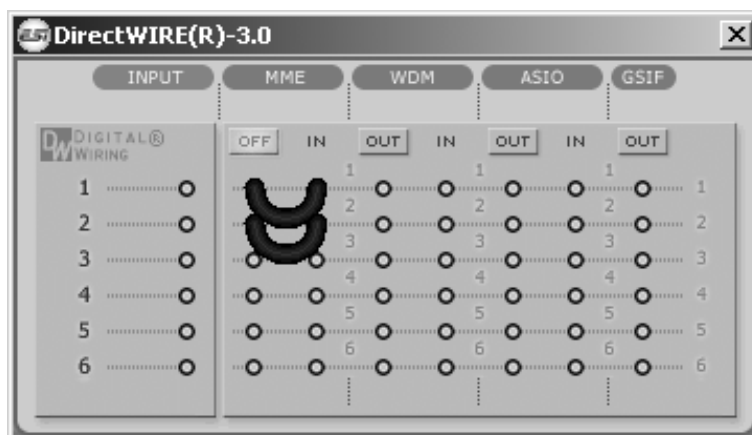 DirectWIRE(R)-3.0
INPUT MME WDM ASIO GSIF
DW DIGITAL®
WIRING
OFF IN OUT IN OUT IN OUT
1 1 1 1 1
2 2 2 2 2
3 3 3 3 3
4 4 4 4 4
5 5 5 5 5
6 6 6 6 6